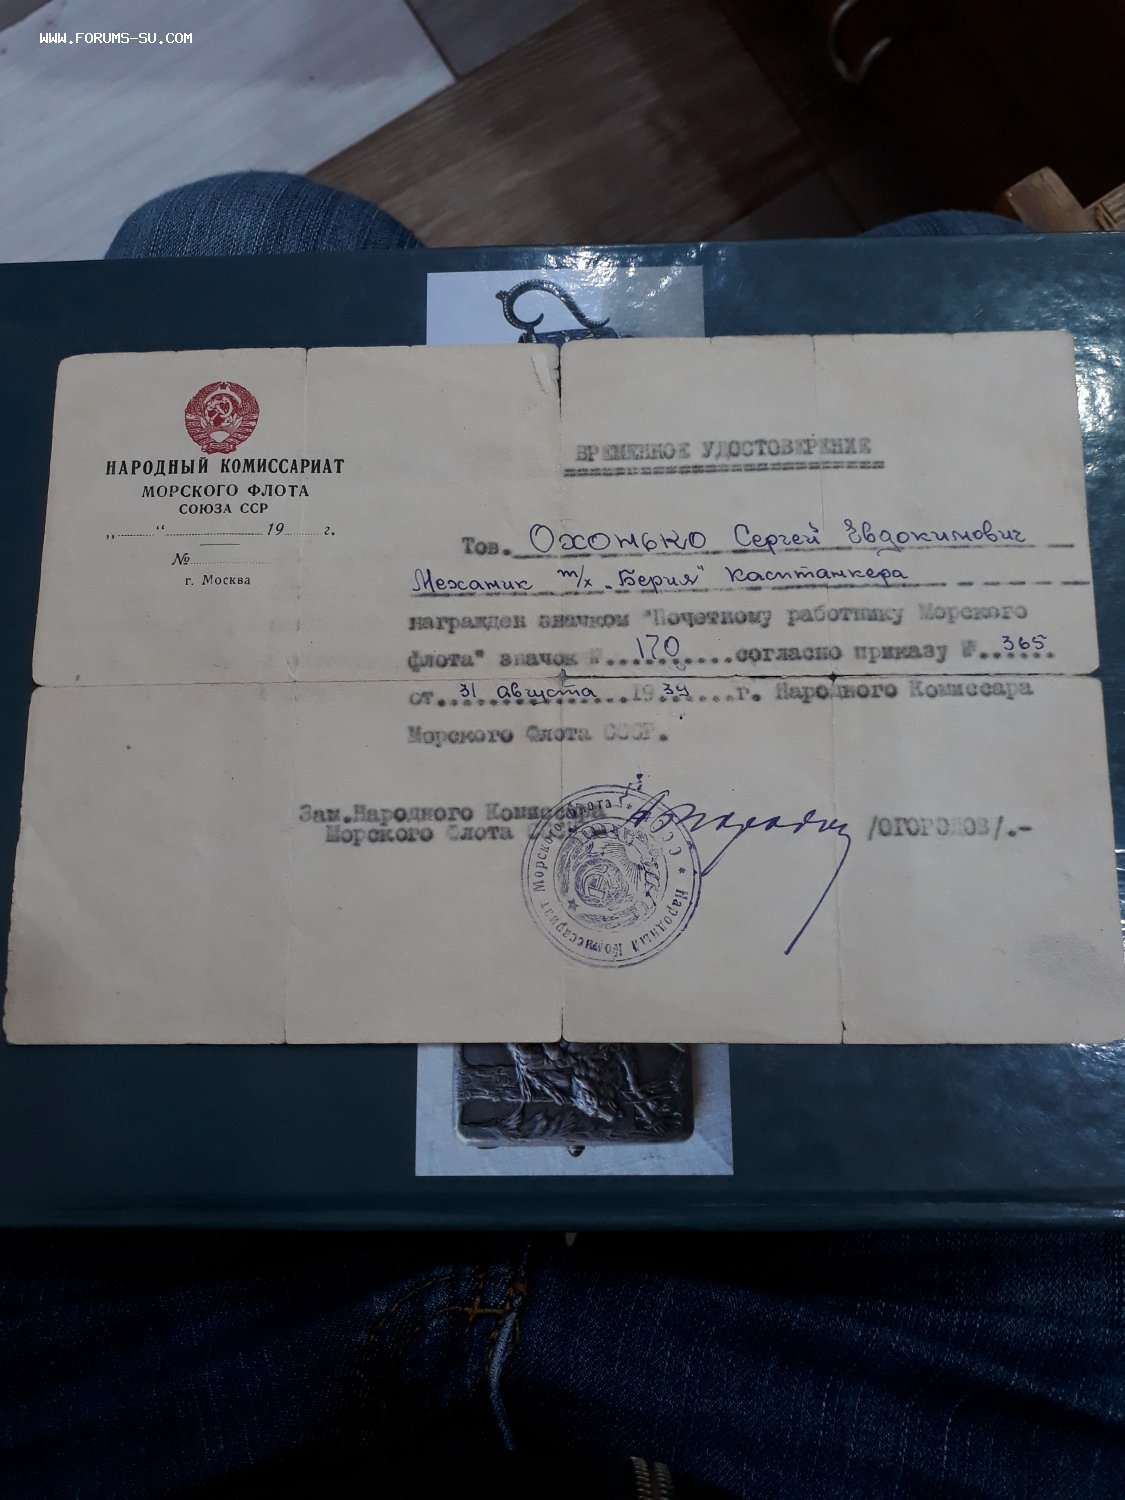 WWW.FORUMS-SU.COM
НАРОДНЫЙ КОМИССАРИАТ
МОРСКОГО ФЛОТА
СОЮЗА ССР
„ “ 19 г.
№
г. Москва
ВРЕМЕННОЕ УДОСТОВЕРЕНИЕ
Тов. Охонько Сергей Евдокимович
Механик т/х „Берия" Касптанкера
награжден значком "Почетному работнику Морского
флота" значок №..170....согласно приказу №..365
от..31 августа...1939....г. Народного Комиссара
Морского Флота СССР.
Зам.Народного Комиссара
Морского Флота
/ОГОРОДОВ/.-
Народный Комиссариат Морского Флота